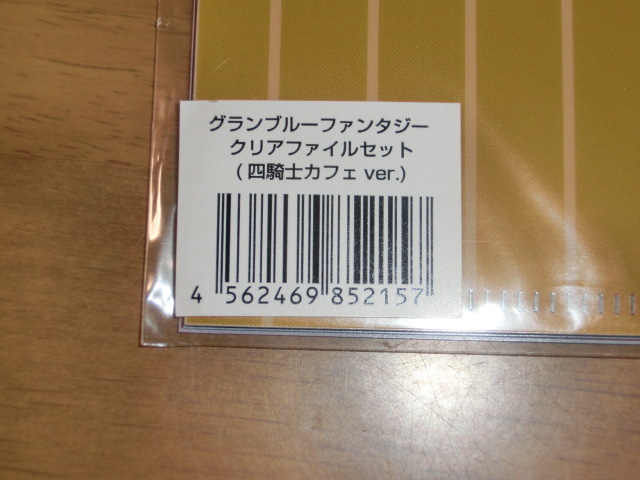 グランブルーファンタジー
クリアファイルセット
(四騎士カフェ ver.)
4 562469 852157